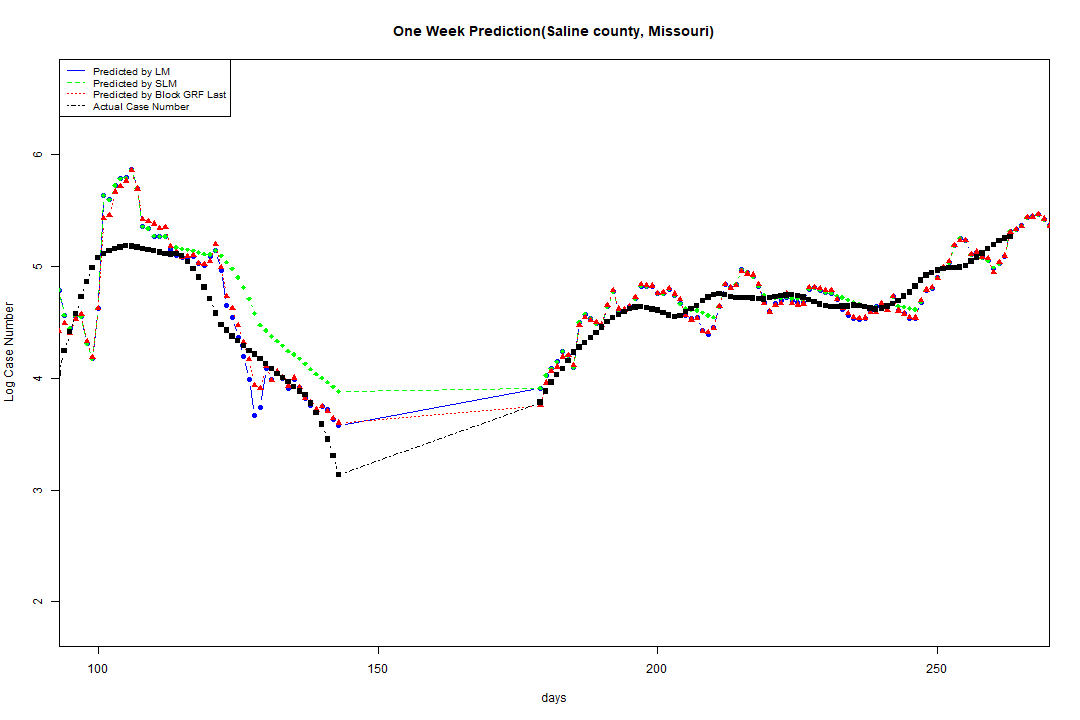 One Week Prediction(Saline county, Missouri)
Predicted by LM
Predicted by SLM
Predicted by Block GRF Last
Actual Case Number
6
5
4
3
2
Log Case Number
100
150
200
250
days